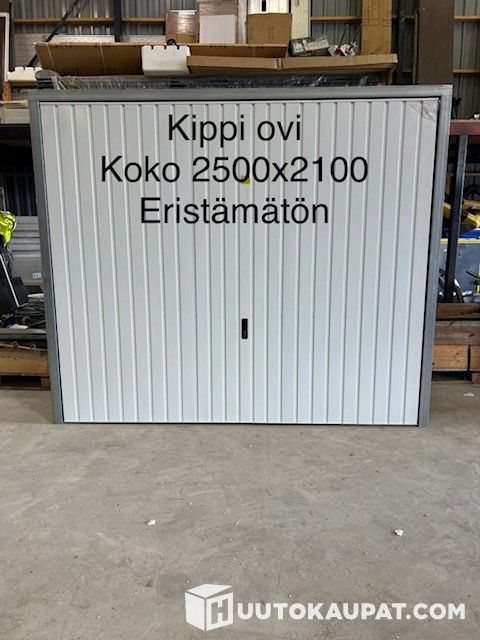 Kippi ovi
Koko 2500x2100
Eristämätön
HUUTOKAUPAT.COM